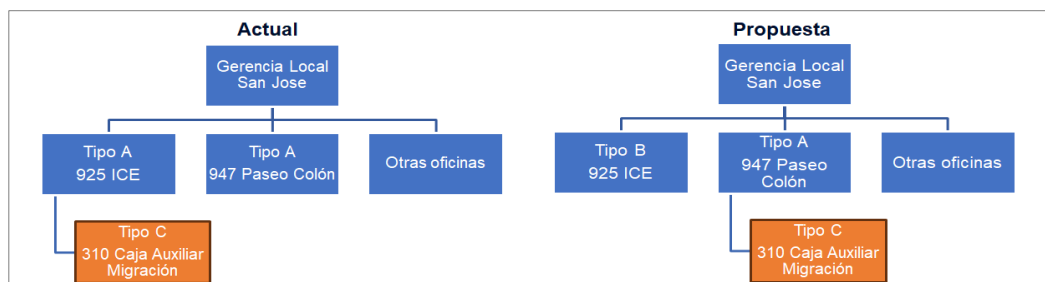 Actual
Gerencia Local
San Jose
Tipo A
925 ICE
Tipo A
947 Paseo Colón
Otras oficinas
Tipo C
310 Caja Auxiliar
Migración
Propuesta
Gerencia Local
San Jose
Tipo B
925 ICE
Tipo A
947 Paseo
Colón
Otras oficinas
Tipo C
310 Caja Auxiliar
Migración